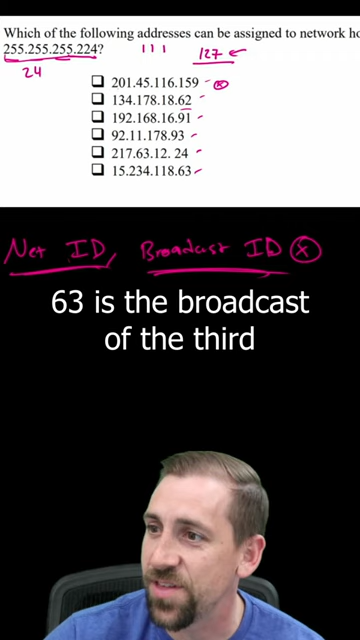 Which of the following addresses can be assigned to network ho
255.255.255.224?
111
127
24
201.45.116.159
134.178.18.62
192.168.16.91
92.11.178.93
217.63.12. 24
15.234.118.63
Net ID, Broadcast ID
63 is the broadcast
of the third